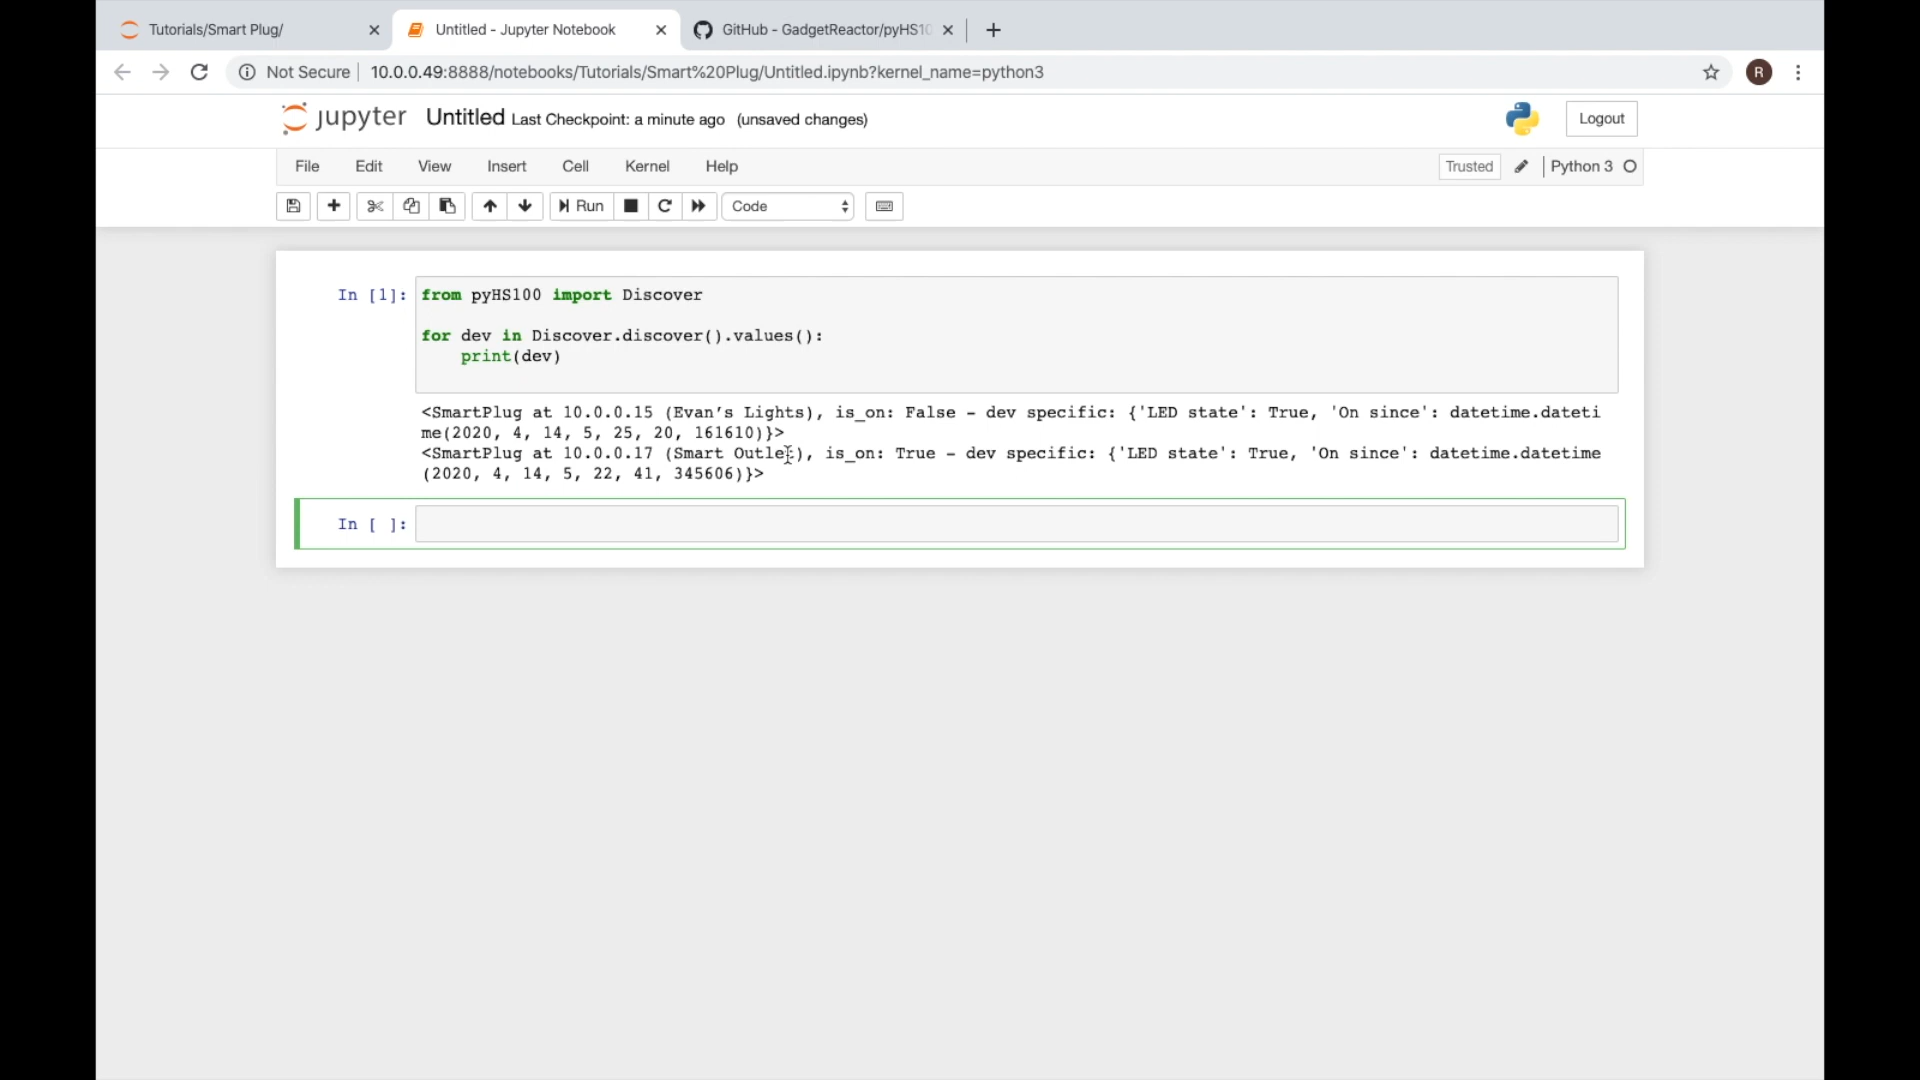 Tutorials/Smart Plug/
Untitled - Jupyter Notebook
GitHub - GadgetReactor/pyHS10
Not Secure | 10.0.0.49:8888/notebooks/Tutorials/Smart%20Plug/Untitled.ipynb?kernel_name=python3
R
jupyter Untitled Last Checkpoint: a minute ago (unsaved changes)
Logout
File Edit View Insert Cell Kernel Help
Trusted
Python 3
Run
Code
In [1]: from pyHS100 import Discover
for dev in Discover.discover().values():
    print(dev)
<SmartPlug at 10.0.0.15 (Evan’s Lights), is_on: False - dev specific: {'LED state': True, 'On since': datetime.dateti
me(2020, 4, 14, 5, 25, 20, 161610)}>
<SmartPlug at 10.0.0.17 (Smart Outlet), is_on: True - dev specific: {'LED state': True, 'On since': datetime.datetime
(2020, 4, 14, 5, 22, 41, 345606)}>
In [ ]: